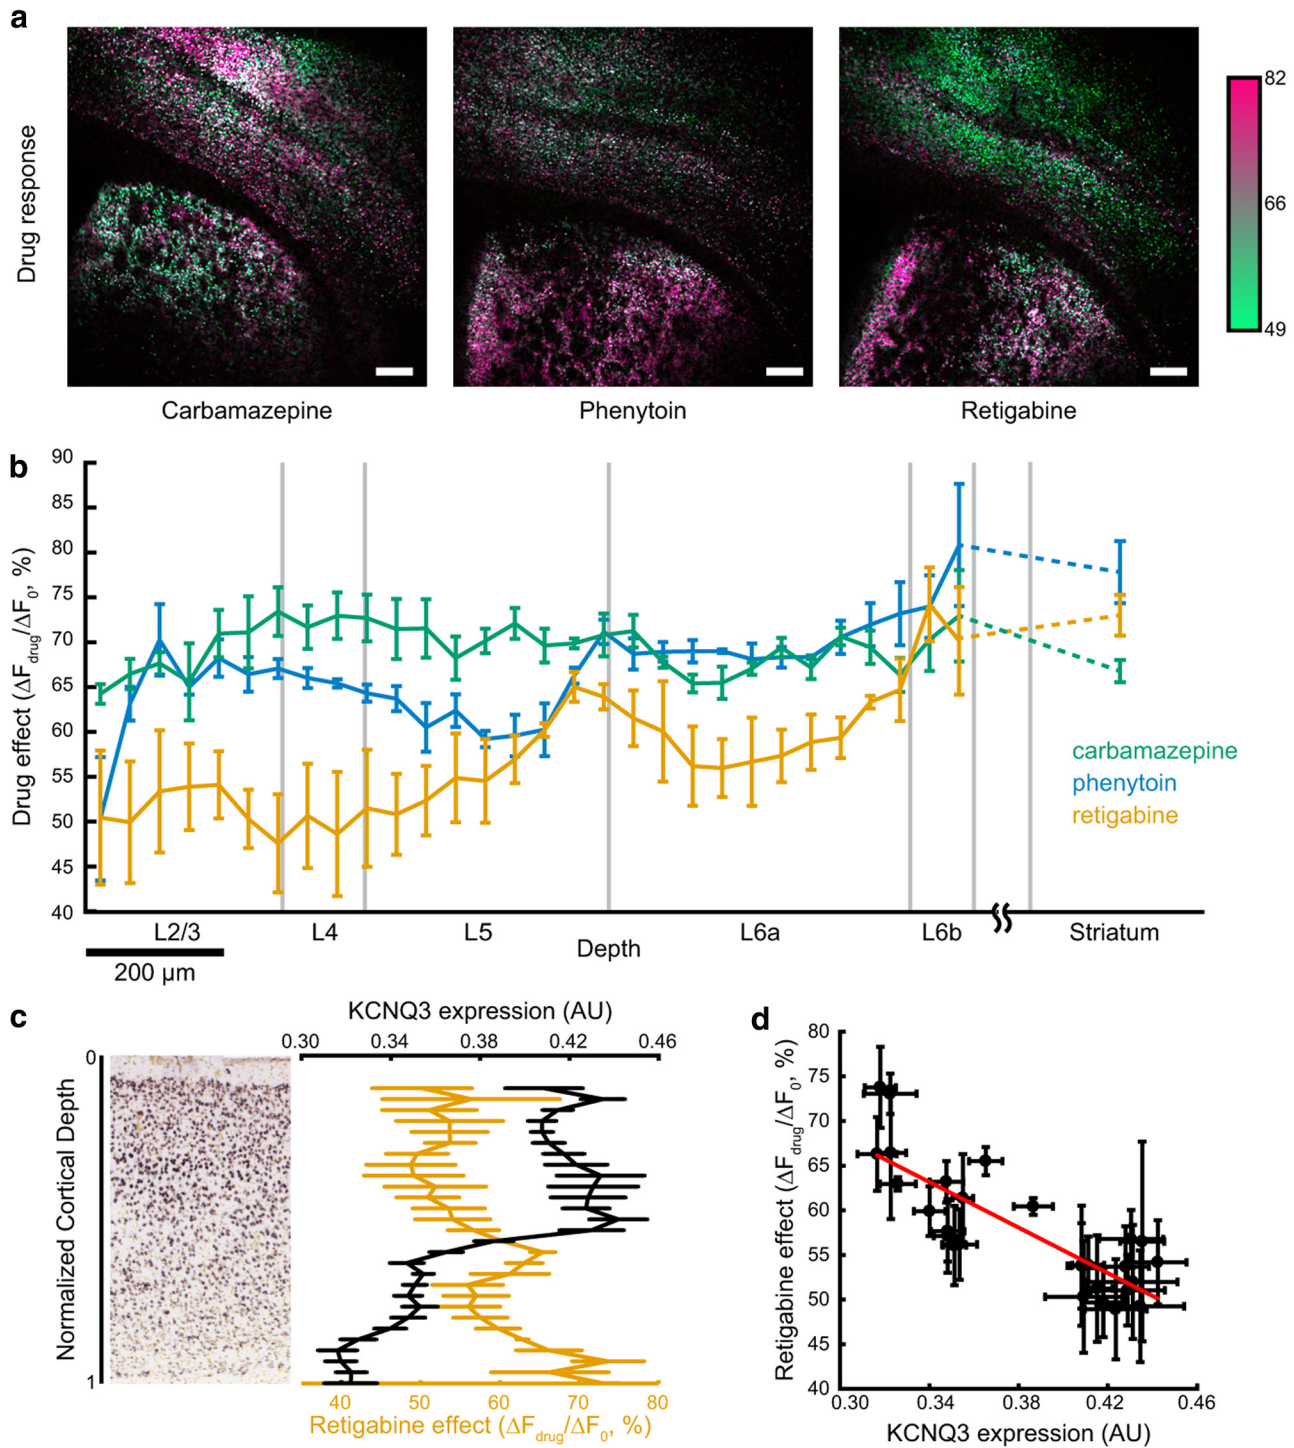 a
Drug response
82
66
49
Carbamazepine
Phenytoin
Retigabine
b
Drug effect (ΔFdrug/ΔF0, %)
90
85
80
75
70
65
60
55
50
45
40
carbamazepine
phenytoin
retigabine
L2/3
L4
L5
L6a
L6b
Striatum
Depth
200 µm
c
KCNQ3 expression (AU)
0.30
0.34
0.38
0.42
0.46
Normalized Cortical Depth
0
1
40
50
60
70
80
Retigabine effect (ΔFdrug/ΔF0, %)
d
Retigabine effect (ΔFdrug/ΔF0, %)
80
75
70
65
60
55
50
45
40
0.30
0.34
0.38
0.42
0.46
KCNQ3 expression (AU)